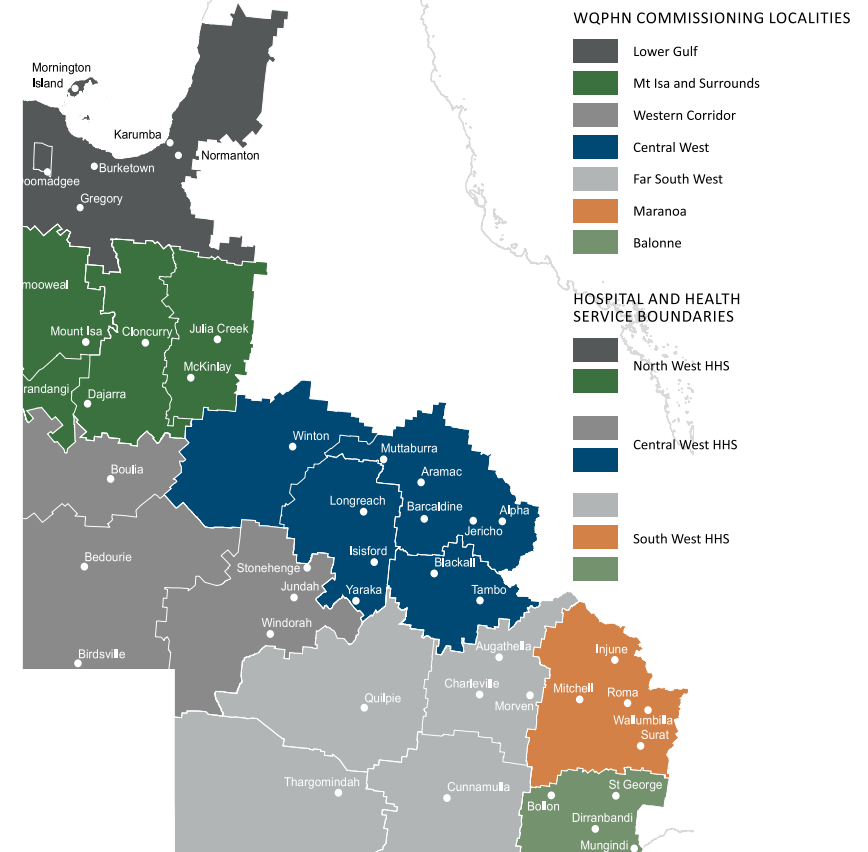 WQPHN COMMISSIONING LOCALITIES
Lower Gulf
Mt Isa and Surrounds
Western Corridor
Central West
Far South West
Maranoa
Balonne
HOSPITAL AND HEALTH
SERVICE BOUNDARIES
North West HHS
Central West HHS
South West HHS
Mornington
Island
Karumba
Normanton
Burketown
oomadgee
Gregory
mooweal
Mount Isa
Cloncurry
Julia Creek
McKinlay
randangi
Dajarra
Winton
Muttaburra
Boulia
Aramac
Longreach
Barcaldine
Alpha
Jericho
Bedourie
Isisford
Stonehenge
Blackall
Jundah
Yaraka
Tambo
Windorah
Birdsville
Augathella
Injune
Charleville
Mitchell
Roma
Quilpie
Morven
Wallumbilla
Surat
Thargomindah
Cunnamulla
St George
Bollon
Dirranbandi
Mungindi